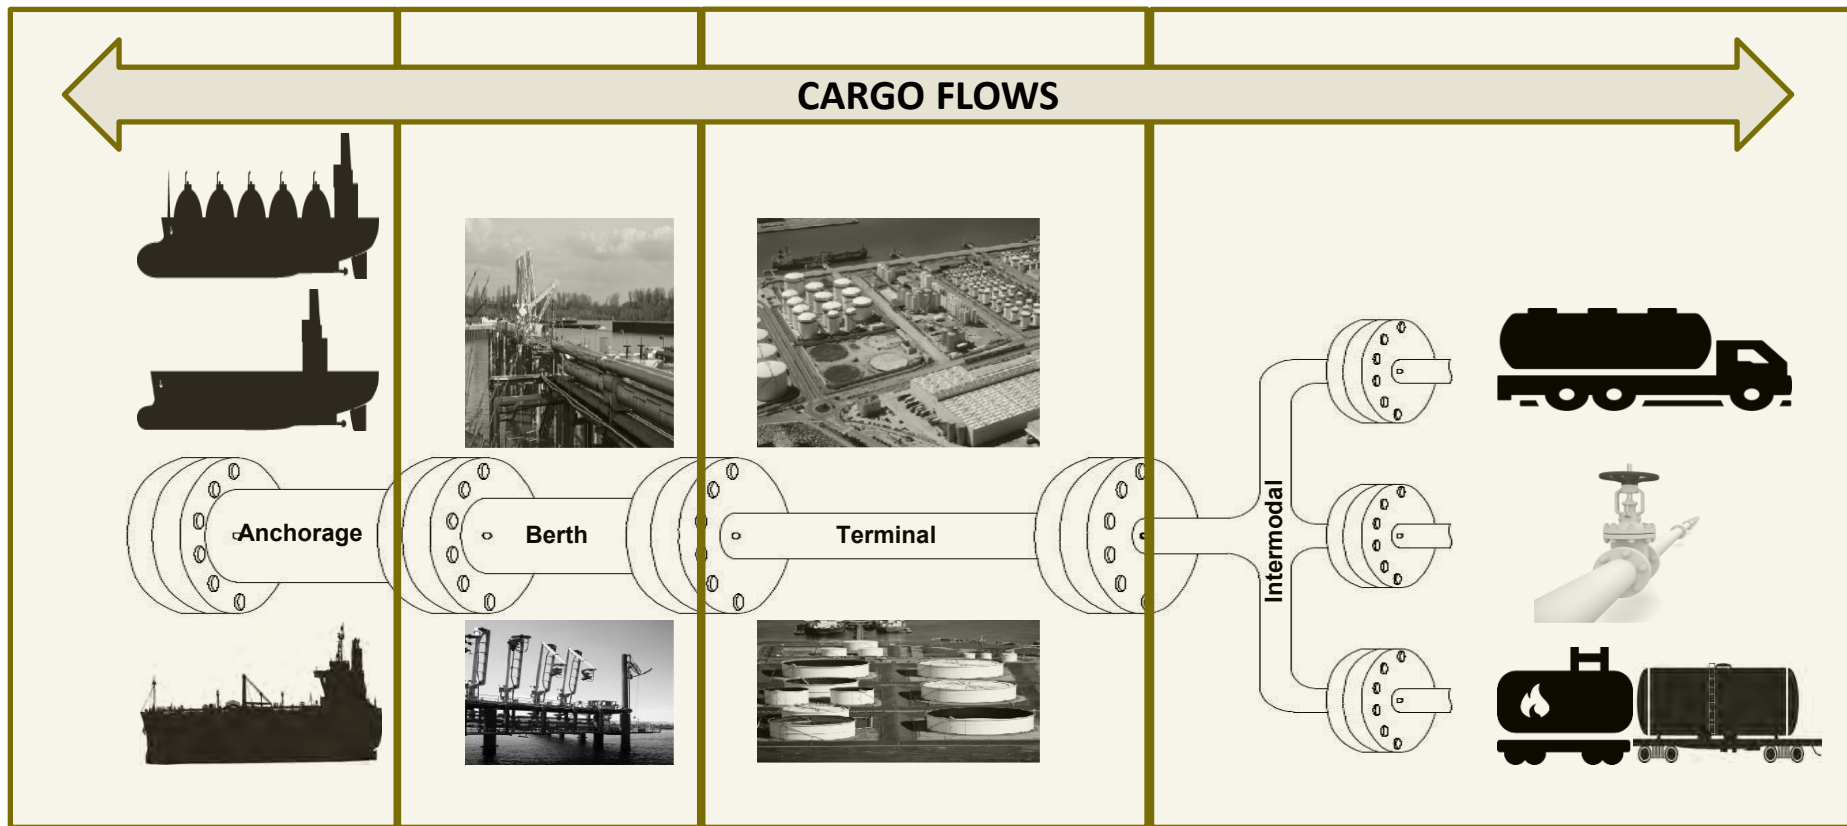 CARGO FLOWS
Anchorage
Berth
Terminal
Intermodal